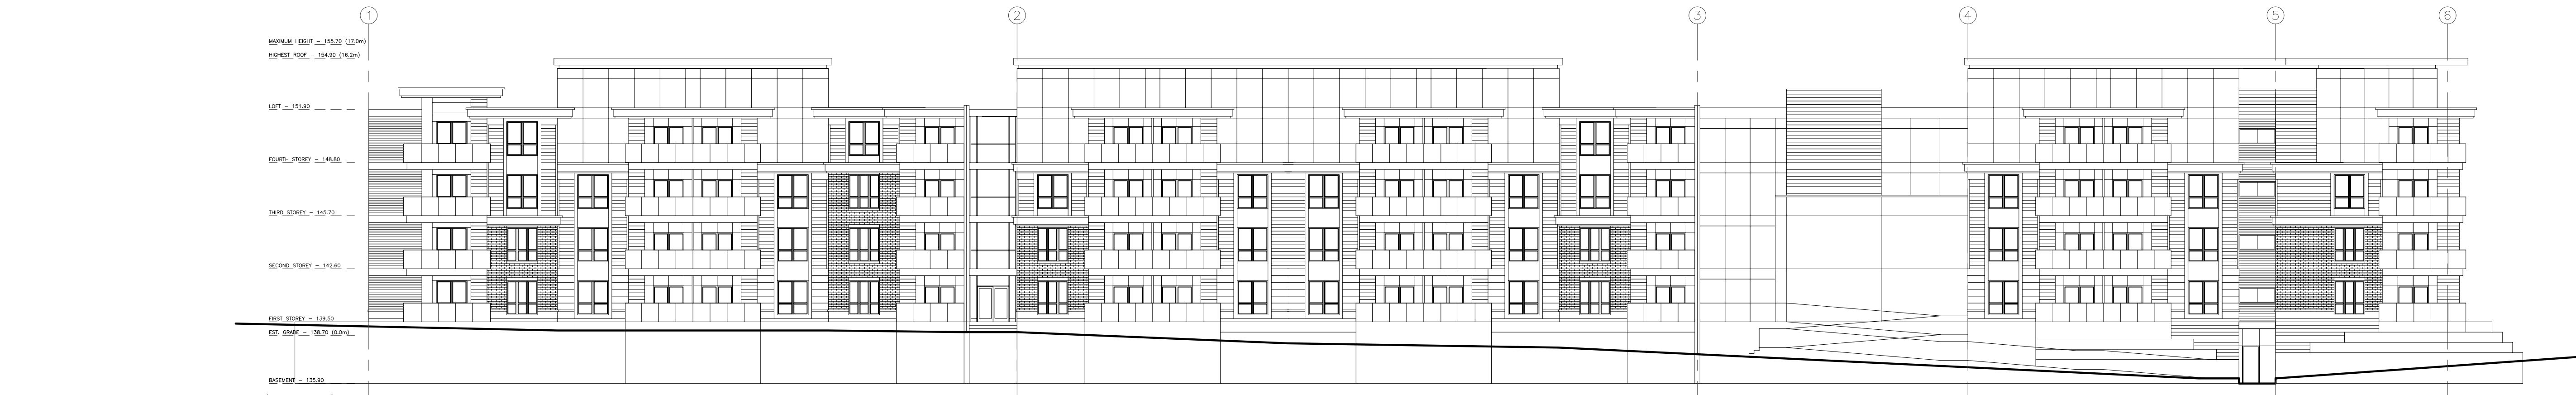 1 2 3 4 5 6
MAXIMUM HEIGHT - 155.70 (17.0m)
HIGHEST ROOF - 154.90 (16.2m)
LOFT - 151.90
FOURTH STOREY - 148.80
THIRD STOREY - 145.70
SECOND STOREY - 142.60
FIRST STOREY - 139.50
EST. GRADE - 138.70 (0.0m)
BASEMENT - 135.90